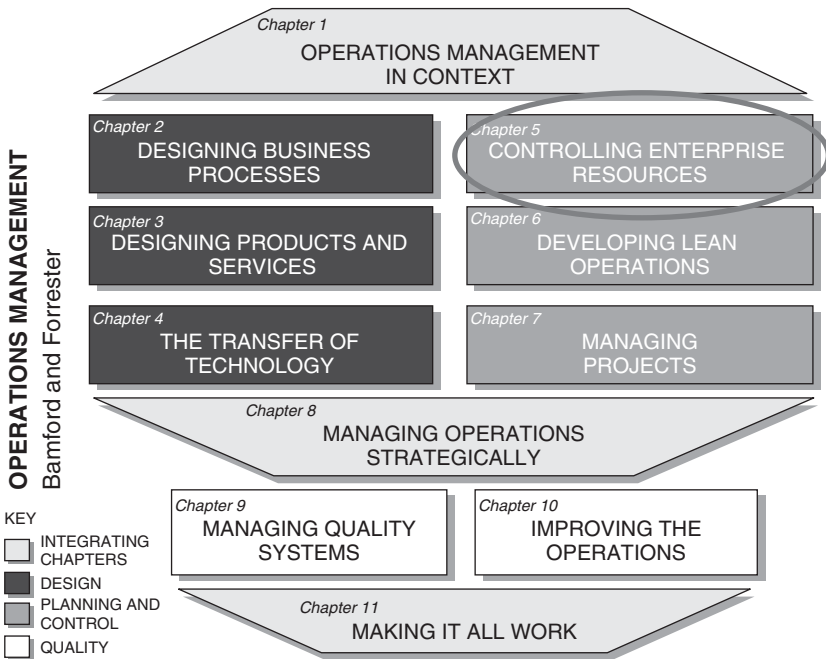 Chapter 1
OPERATIONS MANAGEMENT
IN CONTEXT
Chapter 2
DESIGNING BUSINESS
PROCESSES
Chapter 5
CONTROLLING ENTERPRISE
RESOURCES
Chapter 3
DESIGNING PRODUCTS AND
SERVICES
Chapter 6
DEVELOPING LEAN
OPERATIONS
Chapter 4
THE TRANSFER OF
TECHNOLOGY
Chapter 7
MANAGING
PROJECTS
Chapter 8
MANAGING OPERATIONS
STRATEGICALLY
Chapter 9
MANAGING QUALITY
SYSTEMS
Chapter 10
IMPROVING THE
OPERATIONS
Chapter 11
MAKING IT ALL WORK
OPERATIONS MANAGEMENT
Bamford and Forrester
KEY
INTEGRATING
CHAPTERS
DESIGN
PLANNING AND
CONTROL
QUALITY